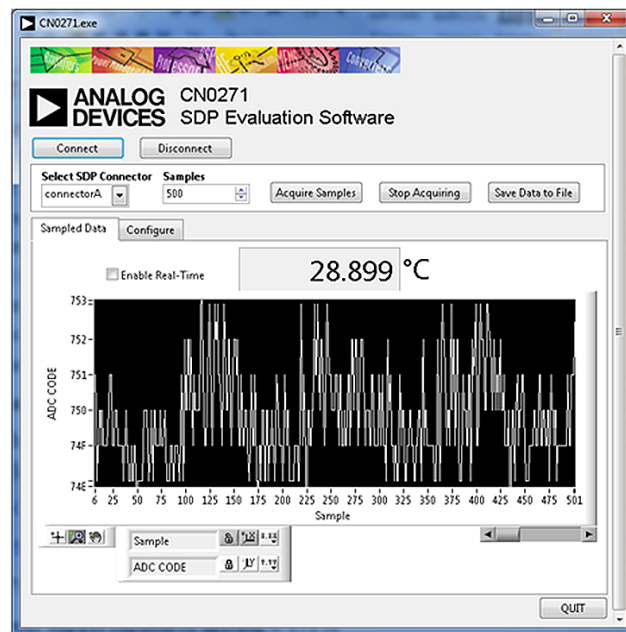 CN0271.exe
ANALOG DEVICES
CN0271
SDP Evaluation Software
Connect
Disconnect
Select SDP Connector
Samples
connectorA
500
Acquire Samples
Stop Acquiring
Save Data to File
Sampled Data
Configure
Enable Real-Time
28.899 °C
753
752
751
750
74F
74E
ADC CODE
6 25 50 75 100 125 150 175 200 225 250 275 300 325 350 375 400 425 450 475 501
Sample
Sample
ADC CODE
QUIT